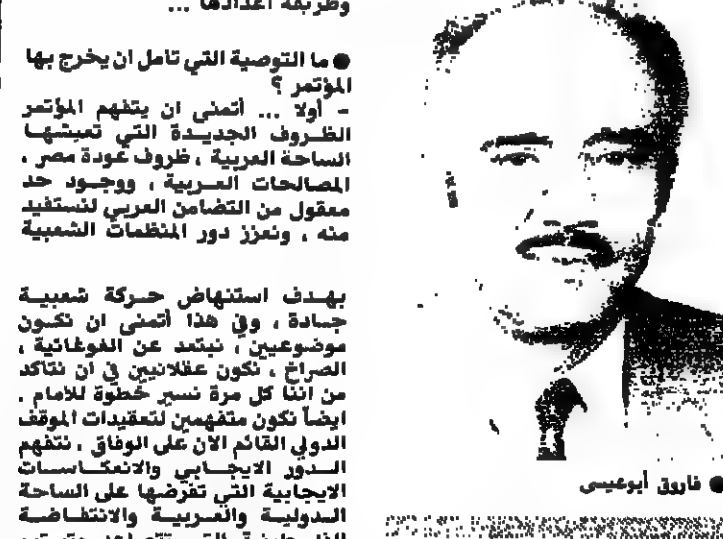 وطريقة اعدادها ...
● ما التوصية التي تامل ان يخرج بها
المؤتمر ؟
- أولا ... أتمنى ان يتفهم المؤتمر
الظروف الجديدة التي تعيشها
الساحة العربية ، ظروف عودة مصر ،
المصالحات العربية ، ووجود حد
معقول من التضامن العربي لنستفيد
منه ، ونعزز دور المنظمات الشعبية
بهدف استنهاض حركة شعبية
جادة ، وفي هذا أتمنى ان نكون
موضوعيين ، نبتعد عن الغوغائية ،
الصراخ ، نكون عقلانيين في ان نتاكد
من اننا كل مرة نسير خطوة للامام .
ايضاً نكون متفهمين لتعقيدات الموقف
الدولي القائم الان على الوفاق ، نتفهم
الدور الايجابي والانعكاسات
الايجابية التي تفرضها على الساحة
الدولية والعربية والانتفاضة
● فاروق أبوعيسى